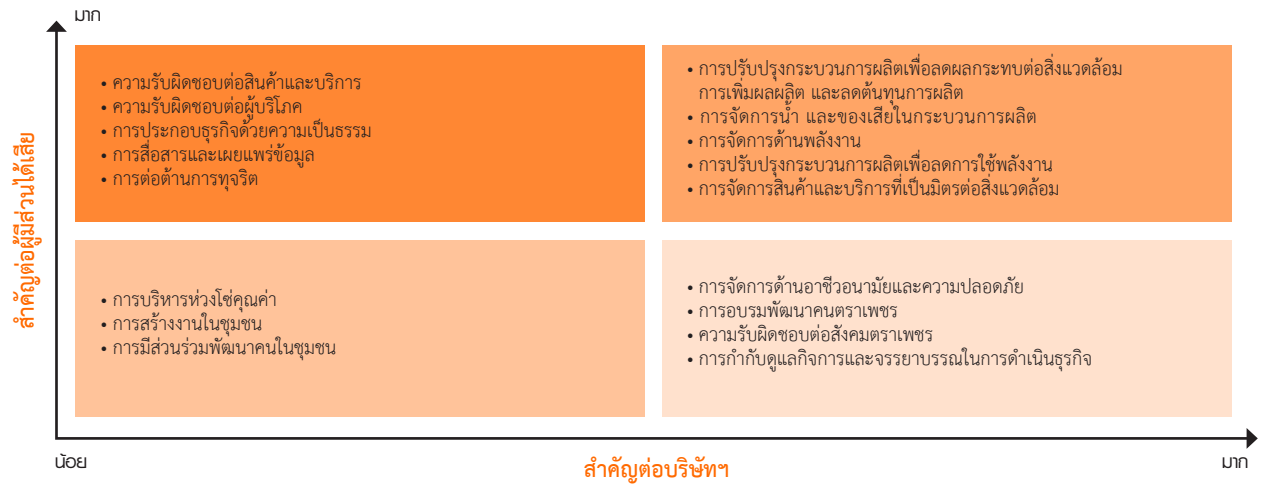 มาก
สำคัญต่อผู้มีส่วนได้เสีย
• ความรับผิดชอบต่อสินค้าและบริการ
• ความรับผิดชอบต่อผู้บริโภค
• การประกอบธุรกิจด้วยความเป็นธรรม
• การสื่อสารและเผยแพร่ข้อมูล
• การต่อต้านการทุจริต
• การปรับปรุงกระบวนการผลิตเพื่อลดผลกระทบต่อสิ่งแวดล้อม
การเพิ่มผลผลิต และลดต้นทุนการผลิต
• การจัดการน้ำ และของเสียในกระบวนการผลิต
• การจัดการด้านพลังงาน
• การปรับปรุงกระบวนการผลิตเพื่อลดการใช้พลังงาน
• การจัดการสินค้าและบริการที่เป็นมิตรต่อสิ่งแวดล้อม
• การบริหารห่วงโซ่คุณค่า
• การสร้างงานในชุมชน
• การมีส่วนร่วมพัฒนาคนในชุมชน
• การจัดการด้านอาชีวอนามัยและความปลอดภัย
• การอบรมพัฒนาคนตราเพชร
• ความรับผิดชอบต่อสังคมตราเพชร
• การกำกับดูแลกิจการและจรรยาบรรณในการดำเนินธุรกิจ
น้อย
สำคัญต่อบริษัทฯ
มาก